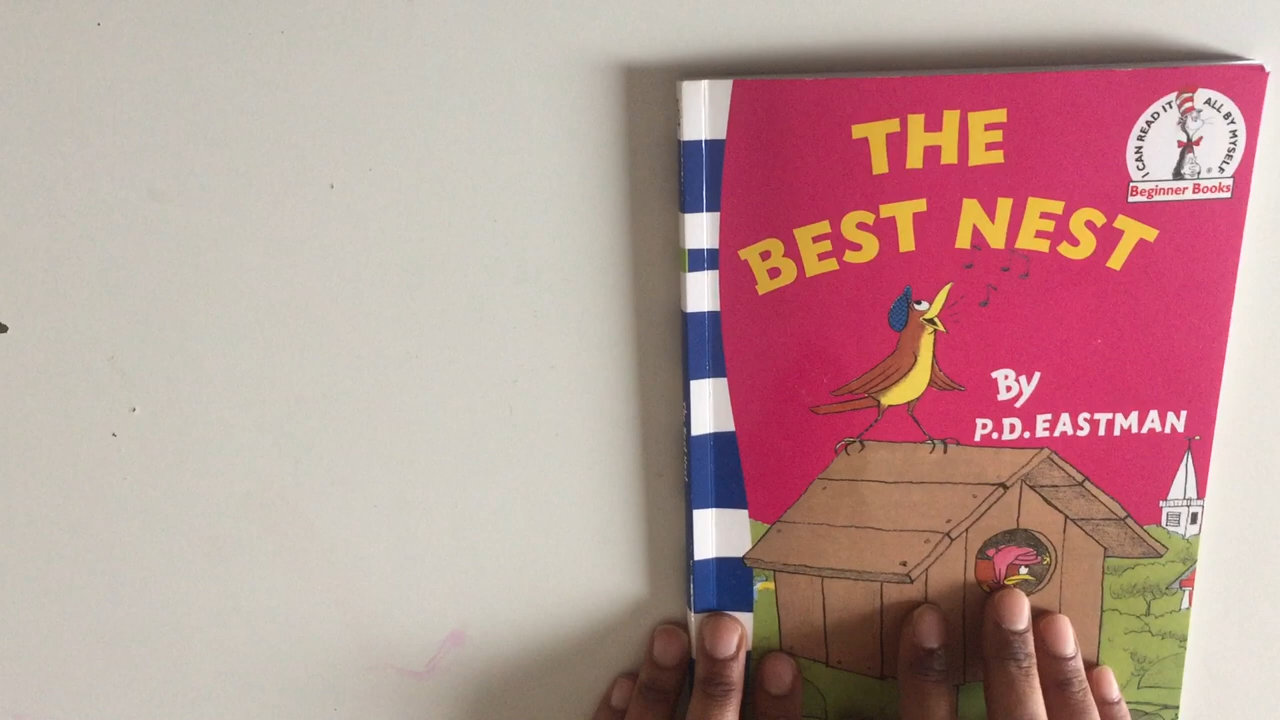 THE
BEST NEST
By
P.D.EASTMAN
I CAN READ IT ALL BY MYSELF
Beginner Books